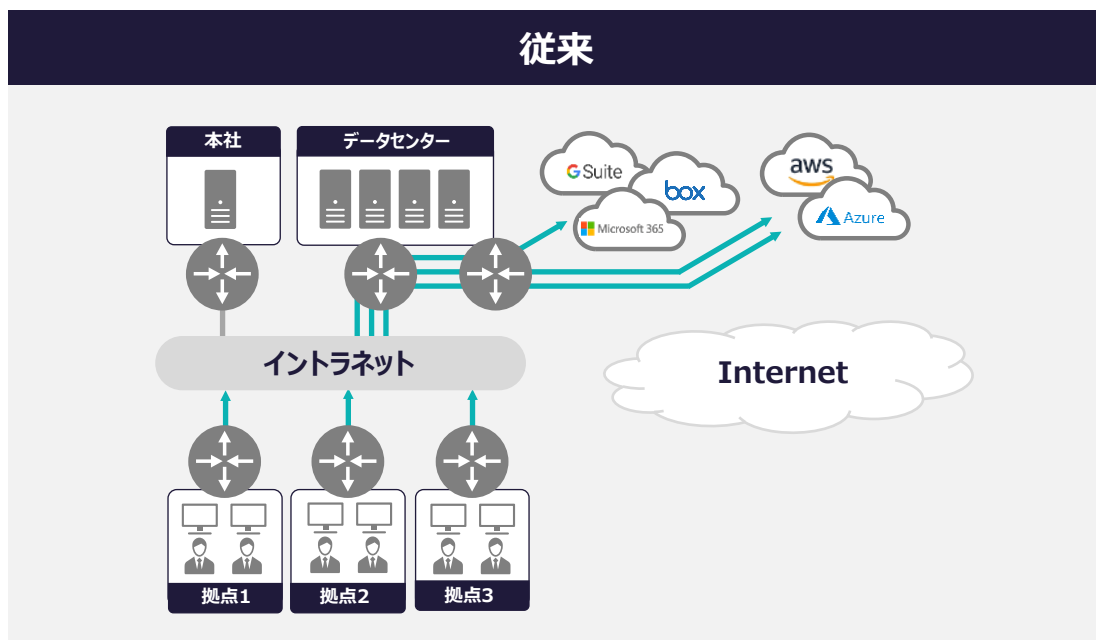 従来
本社
データセンター
G Suite
box
Microsoft 365
aws
Azure
イントラネット
Internet
拠点1
拠点2
拠点3